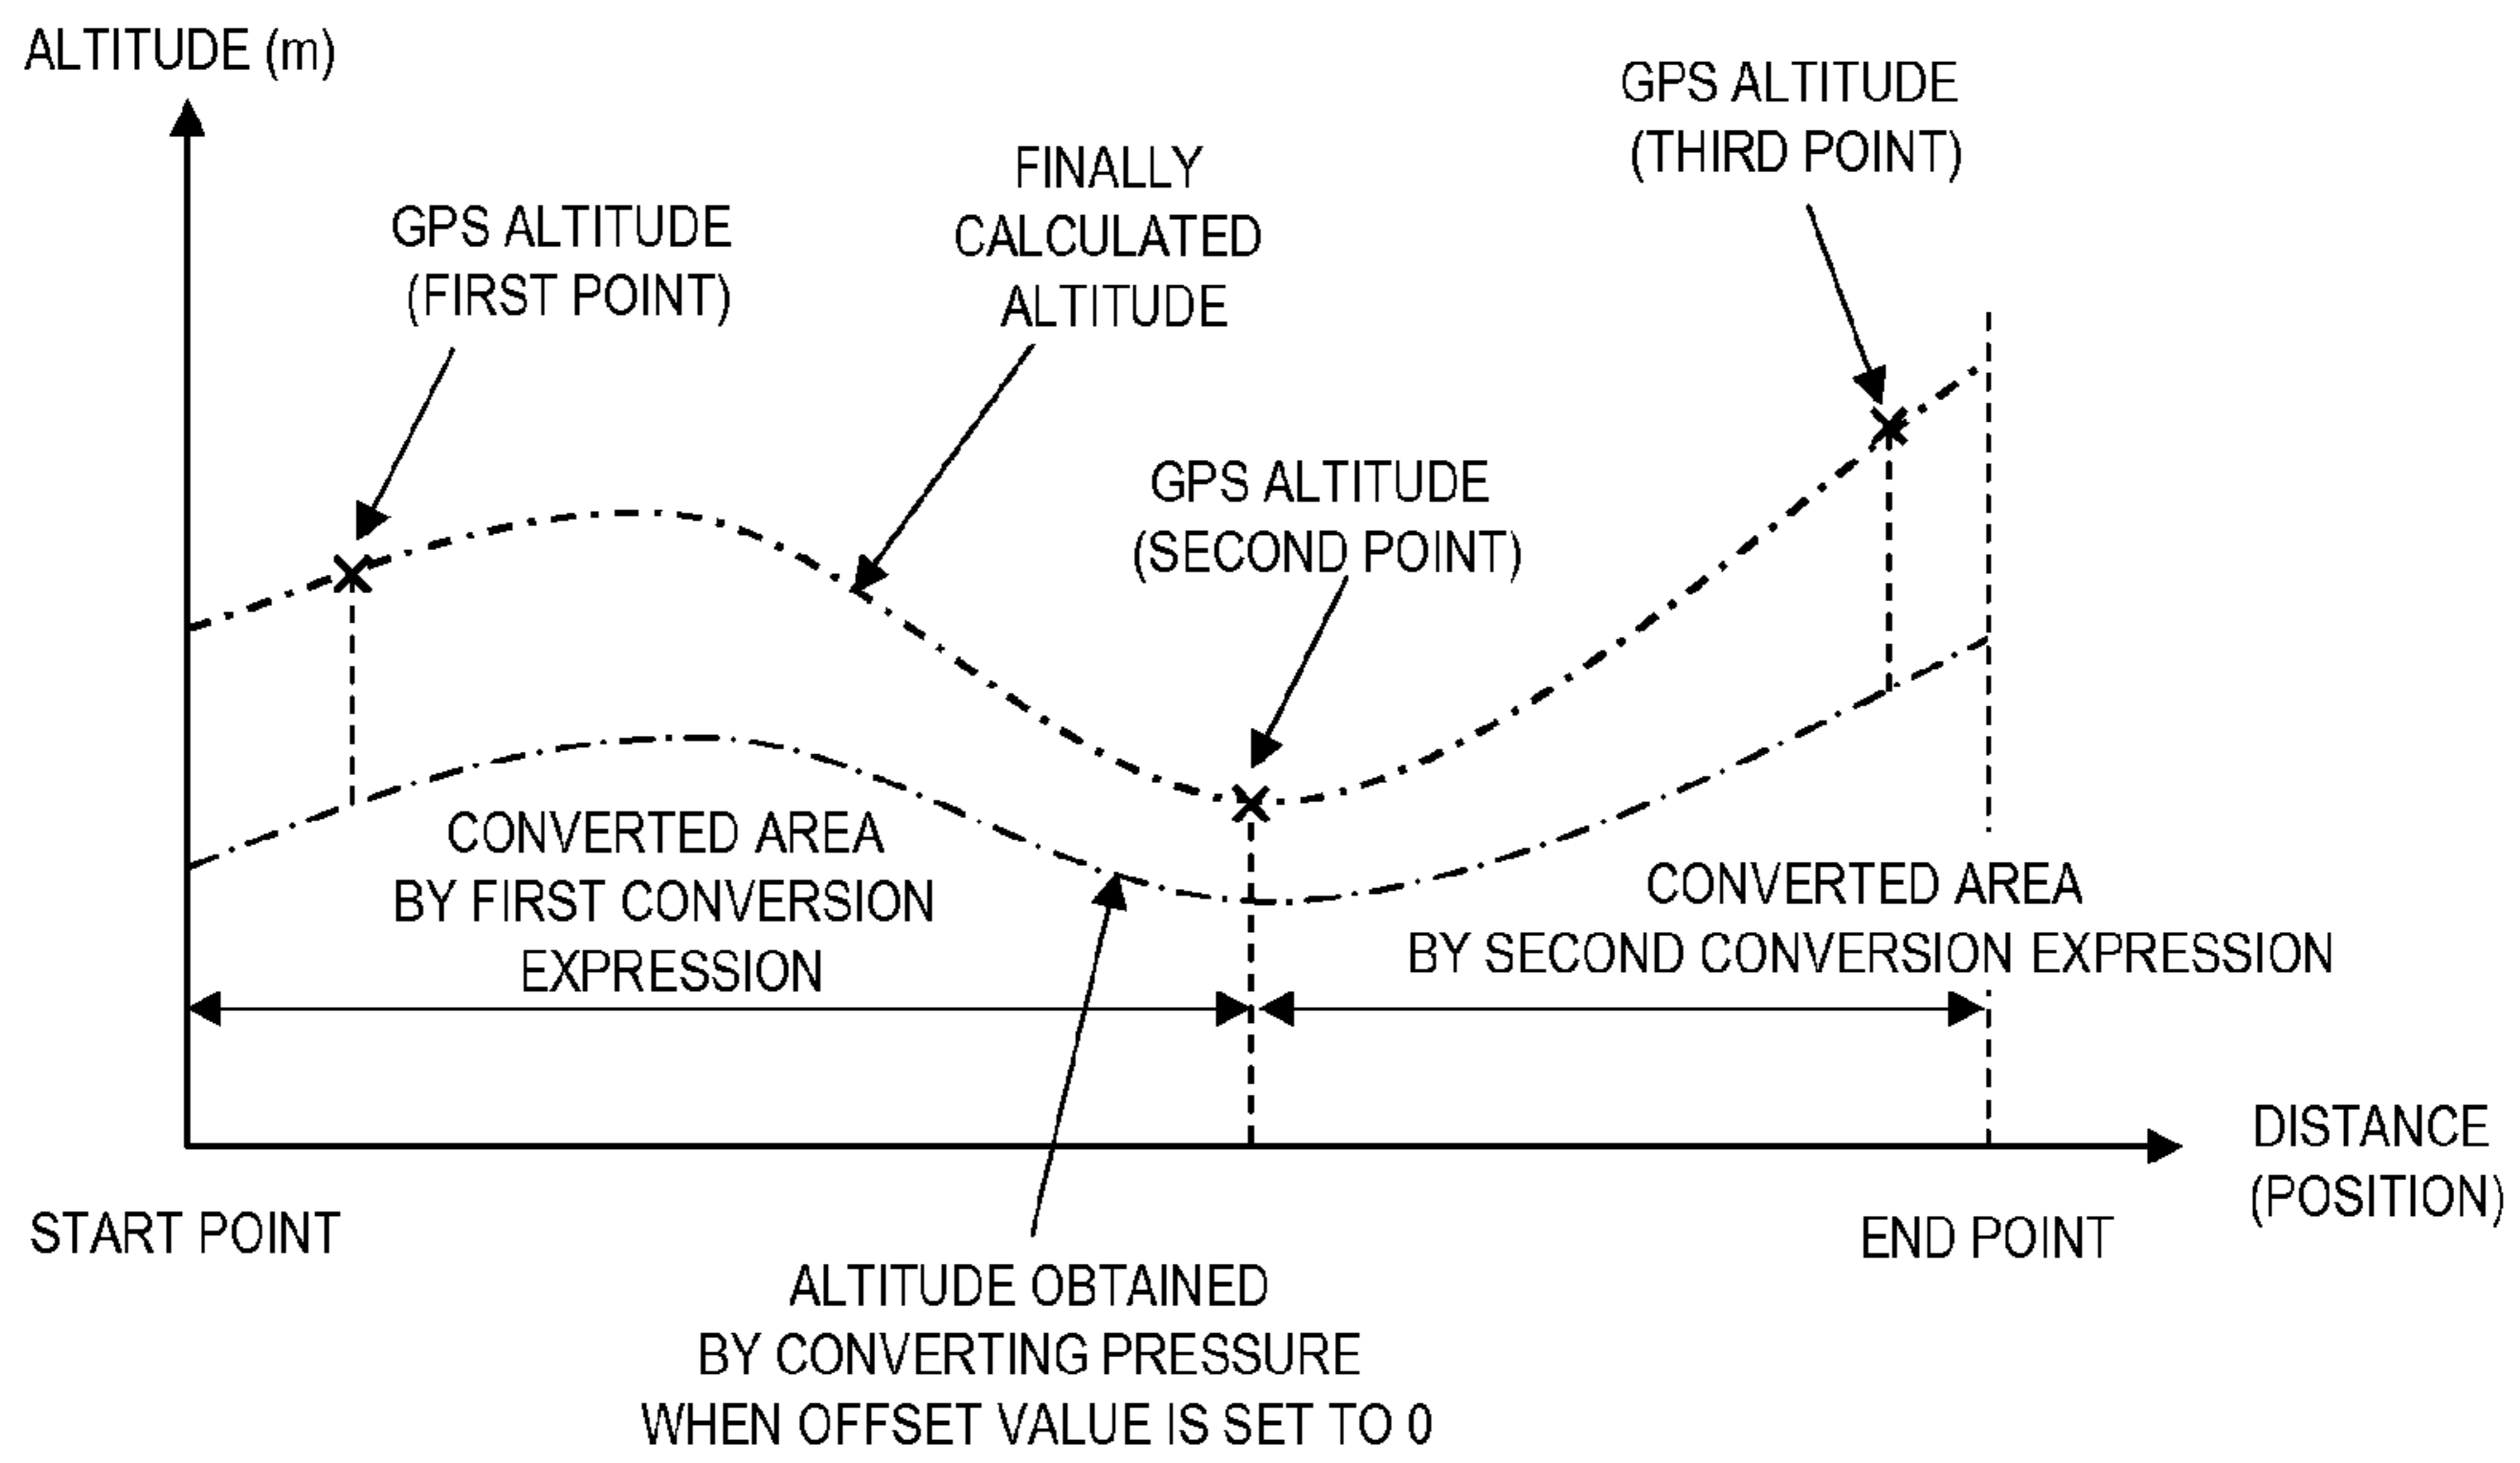 ALTITUDE (m)
GPS ALTITUDE
(FIRST POINT)
FINALLY
CALCULATED
ALTITUDE
GPS ALTITUDE
(THIRD POINT)
GPS ALTITUDE
(SECOND POINT)
CONVERTED AREA
BY FIRST CONVERSION
EXPRESSION
CONVERTED AREA
BY SECOND CONVERSION EXPRESSION
DISTANCE
(POSITION)
START POINT
END POINT
ALTITUDE OBTAINED
BY CONVERTING PRESSURE
WHEN OFFSET VALUE IS SET TO 0